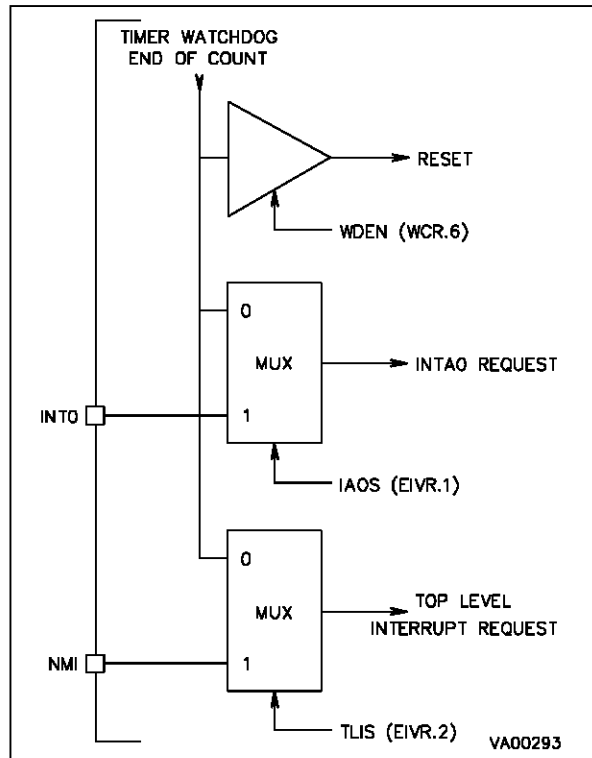 TIMER WATCHDOG
END OF COUNT
RESET
WDEN (WCR.6)
0
MUX
INTA0 REQUEST
INT0
1
IAOS (EIVR.1)
0
MUX
TOP LEVEL
INTERRUPT REQUEST
NMI
1
TLIS (EIVR.2)
VA00293